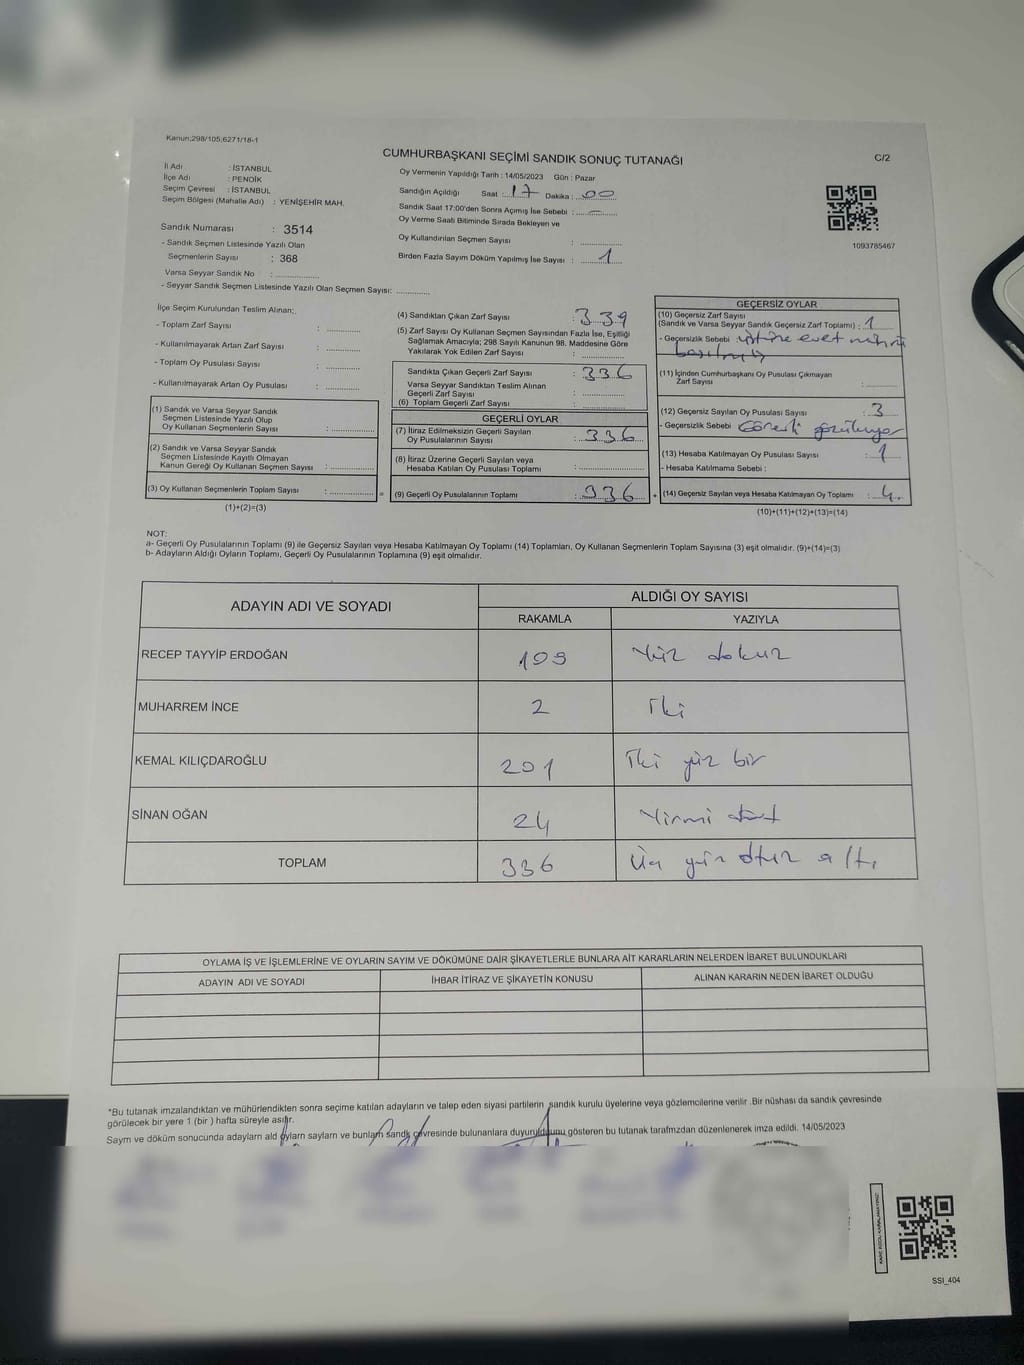 Kanun;298/105;6271/18-1
CUMHURBAŞKANI SEÇİMİ SANDIK SONUÇ TUTANAĞI
C/2
İl Adı : İSTANBUL
İlçe Adı : PENDİK
Seçim Çevresi : İSTANBUL
Seçim Bölgesi (Mahalle Adı) : YENİŞEHİR MAH.
Sandık Numarası : 3514
- Sandık Seçmen Listesinde Yazılı Olan
Seçmenlerin Sayısı : 368
Varsa Seyyar Sandık No :
- Seyyar Sandık Seçmen Listesinde Yazılı Olan Seçmen Sayısı:
Oy Vermenin Yapıldığı Tarih : 14/05/2023 Gün : Pazar
Sandığın Açıldığı Saat : 17 Dakika : 00
Sandık Saat 17:00'den Sonra Açımış İse Sebebi : —
Oy Verme Saati Bitiminde Sırada Bekleyen ve
Oy Kullandırılan Seçmen Sayısı :
Birden Fazla Sayım Döküm Yapılmış İse Sayısı : 1
1093785467
İlçe Seçim Kurulundan Teslim Alınan;
- Toplam Zarf Sayısı :
- Kullanılmayarak Artan Zarf Sayısı :
- Toplam Oy Pusulası Sayısı :
- Kullanılmayarak Artan Oy Pusulası :
(1) Sandık ve Varsa Seyyar Sandık
Seçmen Listesinde Yazılı Olup
Oy Kullanan Seçmenlerin Sayısı :
(2) Sandık ve Varsa Seyyar Sandık
Seçmen Listesinde Kayıtlı Olmayan
Kanun Gereği Oy Kullanan Seçmen Sayısı :
(3) Oy Kullanan Seçmenlerin Toplam Sayısı : =
(1)+(2)=(3)
(4) Sandıktan Çıkan Zarf Sayısı : 339
(5) Zarf Sayısı Oy Kullanan Seçmen Sayısından Fazla İse, Eşitliği
Sağlamak Amacıyla; 298 Sayılı Kanunun 98. Maddesine Göre
Yakılarak Yok Edilen Zarf Sayısı :
Sandıkta Çıkan Geçerli Zarf Sayısı : 336
Varsa Seyyar Sandıktan Teslim Alınan
Geçerli Zarf Sayısı :
(6) Toplam Geçerli Zarf Sayısı :
GEÇERLİ OYLAR
(7) İtiraz Edilmeksizin Geçerli Sayılan
Oy Pusulalarının Sayısı : 336
(8) İtiraz Üzerine Geçerli Sayılan veya
Hesaba Katılan Oy Pusulası Toplamı :
(9) Geçerli Oy Pusulalarının Toplamı : 336 +
GEÇERSİZ OYLAR
(10) Geçersiz Zarf Sayısı
(Sandık ve Varsa Seyyar Sandık Geçersiz Zarf Toplamı) : 1
- Geçersizlik Sebebi üstüne evet mührü
basılmış
(11) İçinden Cumhurbaşkanı Oy Pusulası Çıkmayan
Zarf Sayısı :
(12) Geçersiz Sayılan Oy Pusulası Sayısı : 3
- Geçersizlik Sebebi
(13) Hesaba Katılmayan Oy Pusulası Sayısı : 1
- Hesaba Katılmama Sebebi :
(14) Geçersiz Sayılan veya Hesaba Katılmayan Oy Toplamı : 4
(10)+(11)+(12)+(13)=(14)
NOT:
a- Geçerli Oy Pusulalarının Toplamı (9) ile Geçersiz Sayılan veya Hesaba Katılmayan Oy Toplamı (14) Toplamları, Oy Kullanan Seçmenlerin Toplam Sayısına (3) eşit olmalıdır. (9)+(14)=(3)
b- Adayların Aldığı Oyların Toplamı, Geçerli Oy Pusulalarının Toplamına (9) eşit olmalıdır.
ADAYIN ADI VE SOYADI
ALDIĞI OY SAYISI
RAKAMLA YAZIYLA
RECEP TAYYİP ERDOĞAN 109 Yüz dokuz
MUHARREM İNCE 2 İki
KEMAL KILIÇDAROĞLU 201 İki yüz bir
SİNAN OĞAN 24 Yirmi dört
TOPLAM 336 Üç yüz otuz altı
OYLAMA İŞ VE İŞLEMLERİNE VE OYLARIN SAYIM VE DÖKÜMÜNE DAİR ŞİKAYETLERLE BUNLARA AİT KARARLARIN NELERDEN İBARET BULUNDUKLARI
ADAYIN ADI VE SOYADI İHBAR İTİRAZ VE ŞİKAYETİN KONUSU ALINAN KARARIN NEDEN İBARET OLDUĞU
*Bu tutanak imzalandıktan ve mühürlendikten sonra seçime katılan adayların ve talep eden siyasi partilerin sandık kurulu üyelerine veya gözlemcilerine verilir .Bir nüshası da sandık çevresinde
görülecek bir yere 1 (bir ) hafta süreyle asılır.
Sayım ve döküm sonucunda adayların ald oyların sayıların ve bunların sandk çevresinde bulunanlara duyurulduunu gösteren bu tutanak tarafmzdan düzenlenerek imza edildi. 14/05/2023
KARE KODU KARALAMAYINIZ!
SSI_404